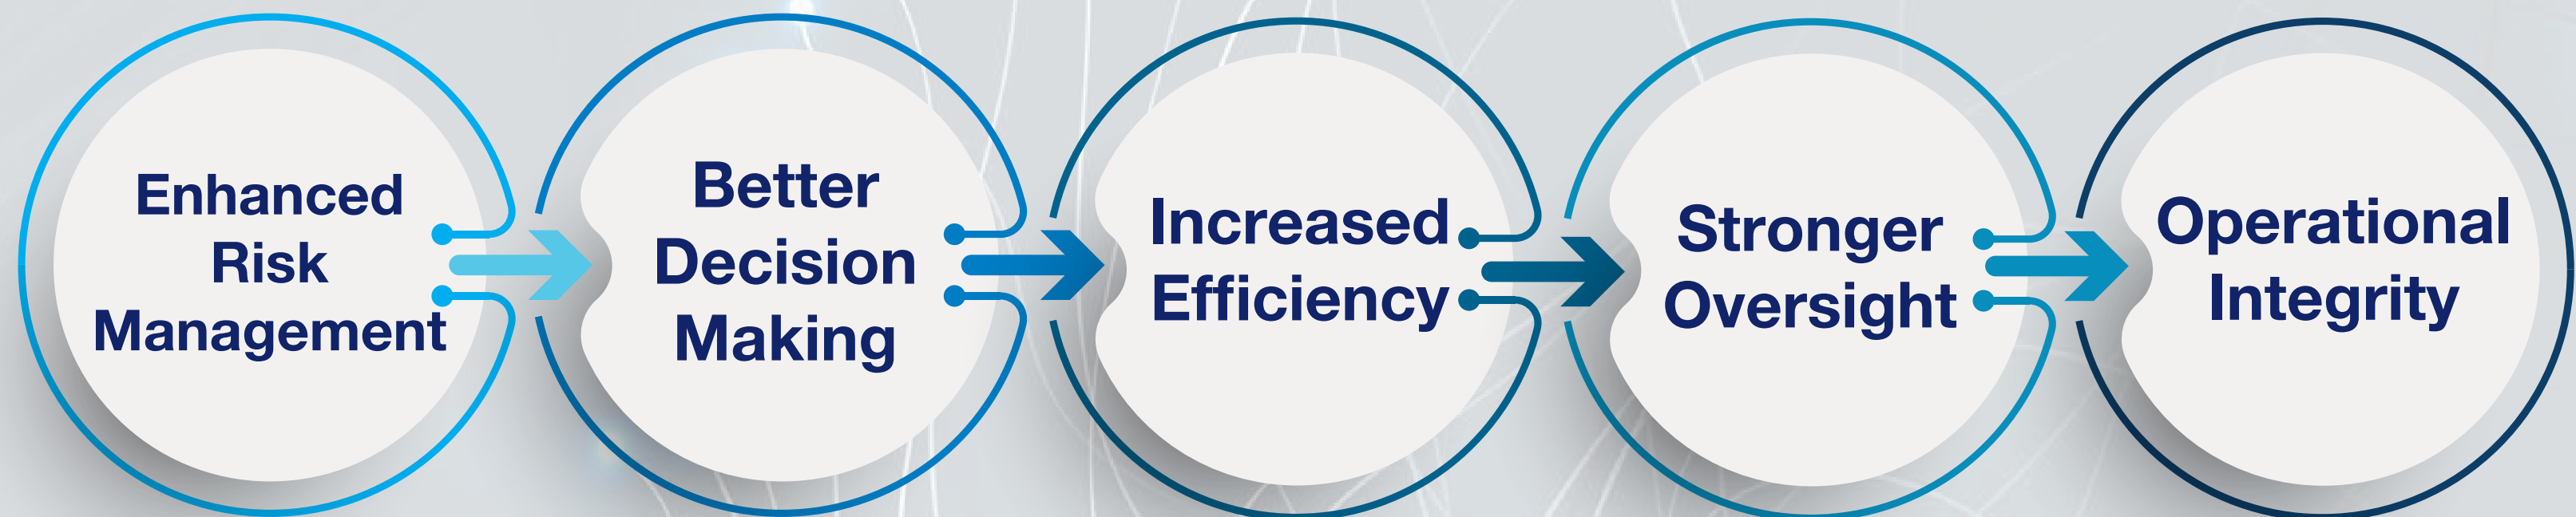 Enhanced
Risk
Management
Better
Decision
Making
Increased
Efficiency
Stronger
Oversight
Operational
Integrity